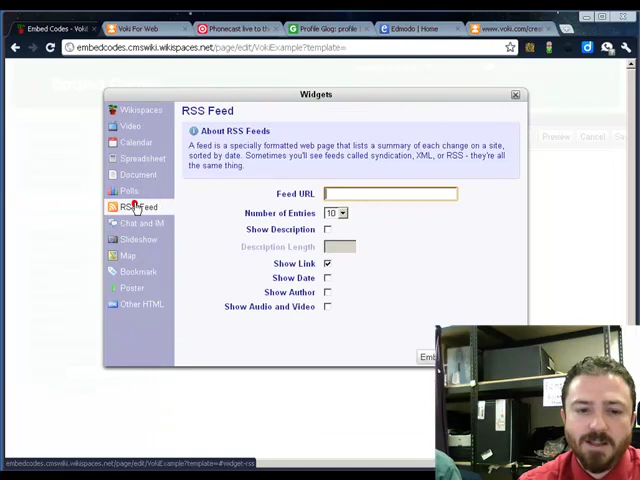 Embed Codes - Voki
Voki For Web
Phonecast live to the
Profile Glog: profile
Edmodo | Home
www.voki.com/crea
embedcodes.cmswiki.wikispaces.net/page/edit/VokiExample?template=
Preview Cancel
Widgets
Wikispaces
Video
Calendar
Spreadsheet
Document
Polls
RSS Feed
Chat and IM
Slideshow
Map
Bookmark
Poster
Other HTML
RSS Feed
About RSS Feeds
A feed is a specially formatted web page that lists a summary of each change on a site,
sorted by date. Sometimes you'll see feeds called syndication, XML, or RSS - they're all
the same thing.
Feed URL
Number of Entries 10
Show Description
Description Length
Show Link
Show Date
Show Author
Show Audio and Video
Emb
embedcodes.cmswiki.wikispaces.net/page/edit/VokiExample?template=#widget-rss